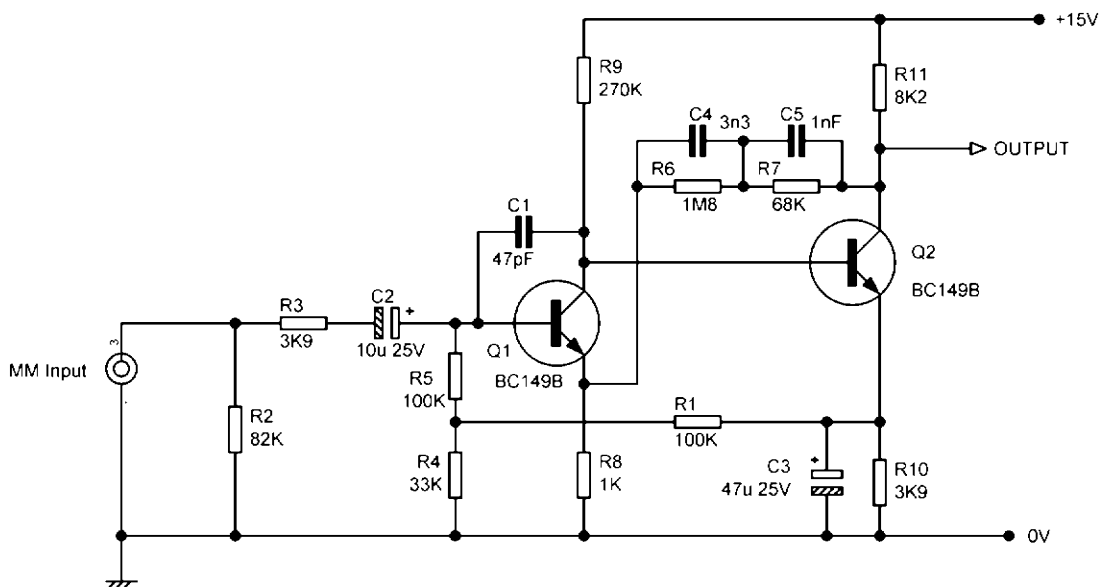 +15V
R9
270K
R11
8K2
C4
3n3
C5
1nF
OUTPUT
R6
1M8
R7
68K
C1
47pF
Q2
BC149B
R3
3K9
C2
+
10u 25V
Q1
BC149B
3
MM Input
R5
100K
R1
100K
R2
82K
R4
33K
R8
1K
+
C3
47u 25V
R10
3K9
0V